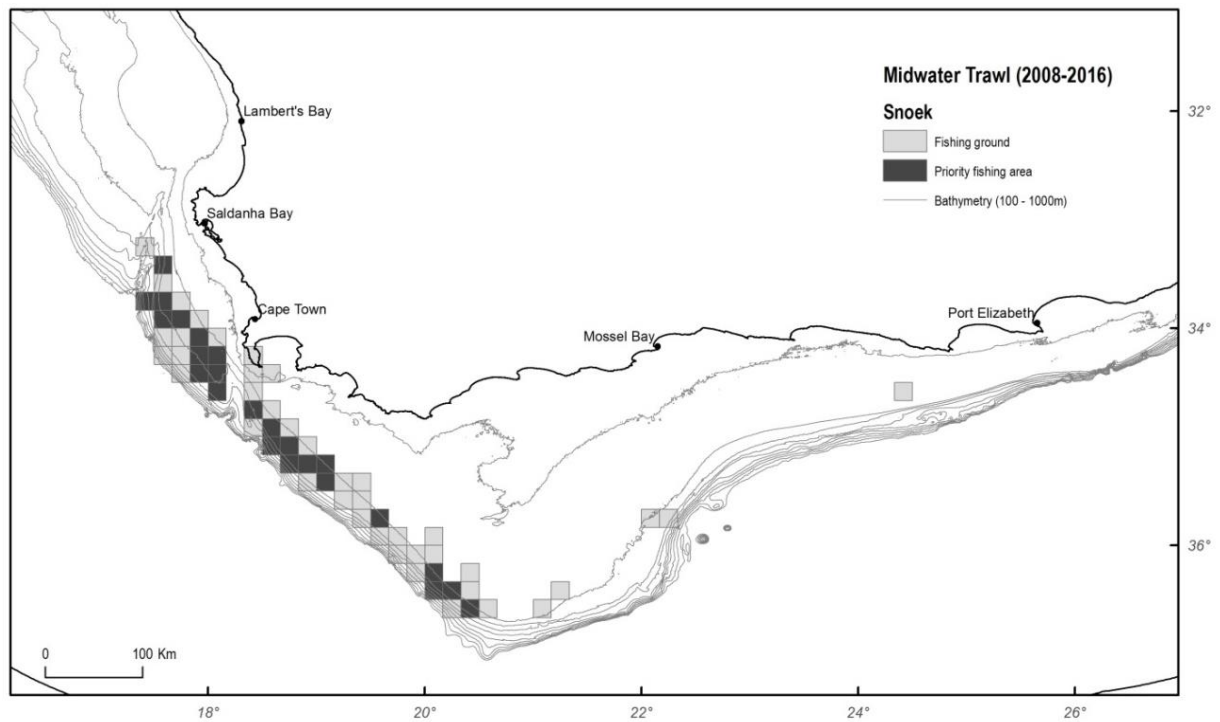 Midwater Trawl (2008-2016)
Snoek
Fishing ground
Priority fishing area
Bathymetry (100 - 1000m)
Lambert's Bay
Saldanha Bay
Cape Town
Mossel Bay
Port Elizabeth
32°
34°
36°
0 100 Km
18° 20° 22° 24° 26°